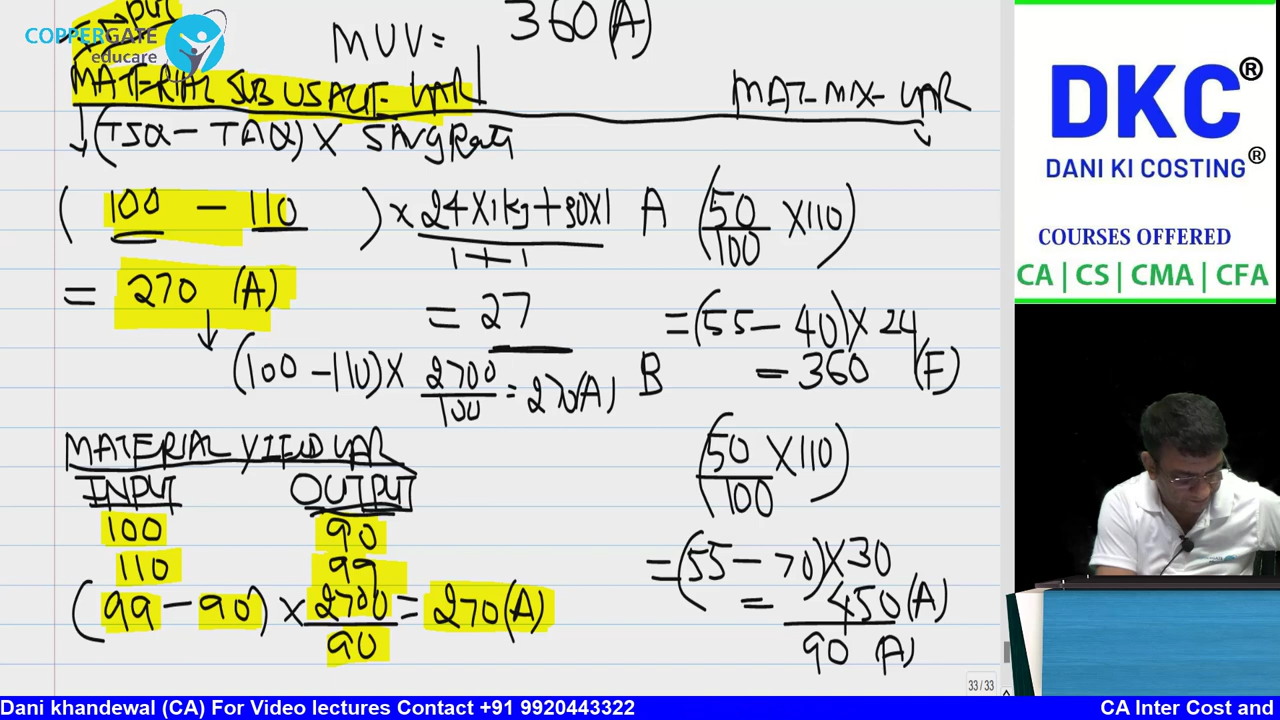 INPUT
COPPERGATE
educare
MUV = 360 (A)
MATERIAL SUB USAGE VAR
MAT-MIX-VAR
(TSQ - TAQ) X SAvg Rate
(100 - 110) x 24X1kg + 30X1
1+1
= 270 (A)
= 27
(100 - 110) X 2700
100
= 270(A)
A (50
100
X110)
= (55 - 40) X 24
= 360 (F)
B
(50
100
X110)
= (55 - 70) X 30
= 450 (A)
90 (A)
MATERIAL YIELD VAR
INPUT OUTPUT
100 90
110 99
(99 - 90) X 2700
90
= 270 (A)
33 / 33
DKC®
DANI KI COSTING®
COURSES OFFERED
CA | CS | CMA | CFA
Dani khandewal (CA) For Video lectures Contact +91 9920443322
CA Inter Cost and